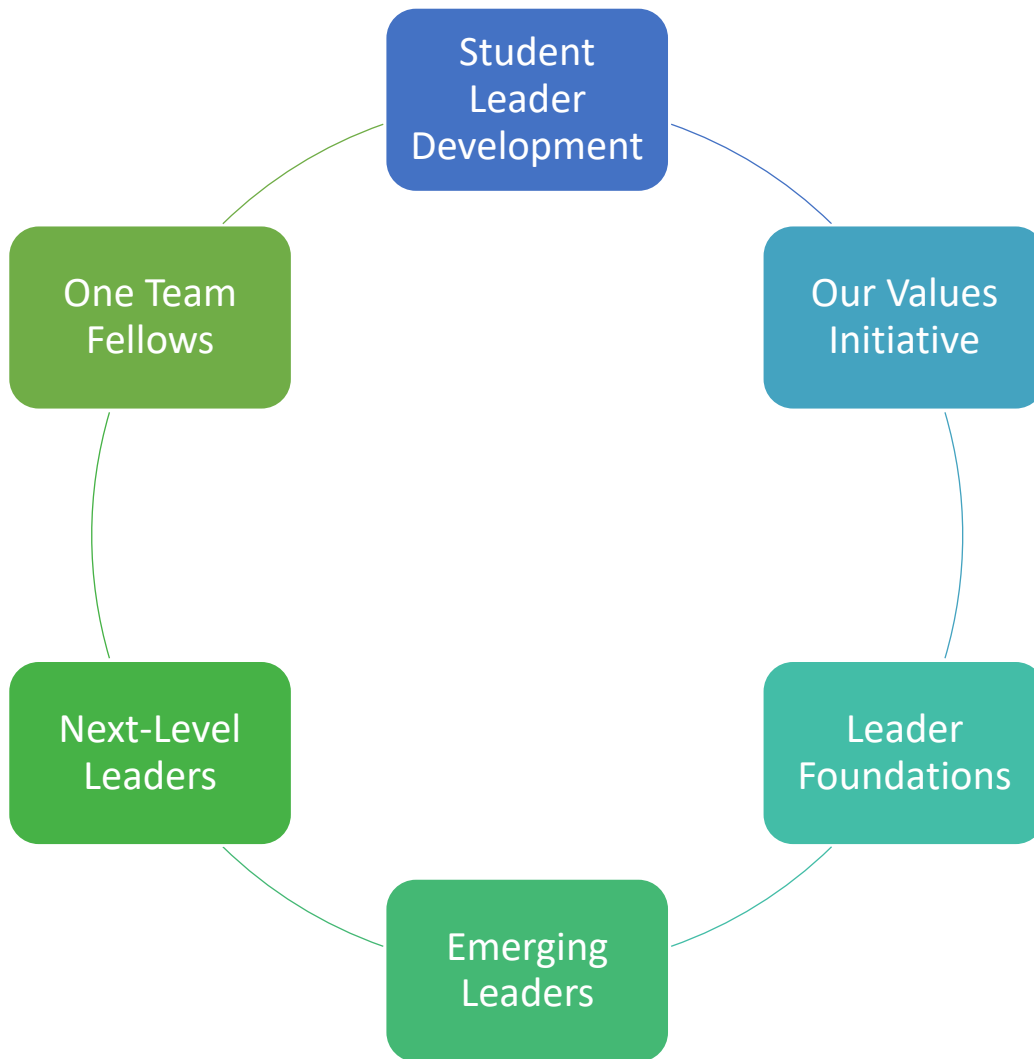 Student
Leader
Development
Our Values
Initiative
Leader
Foundations
Emerging
Leaders
Next-Level
Leaders
One Team
Fellows